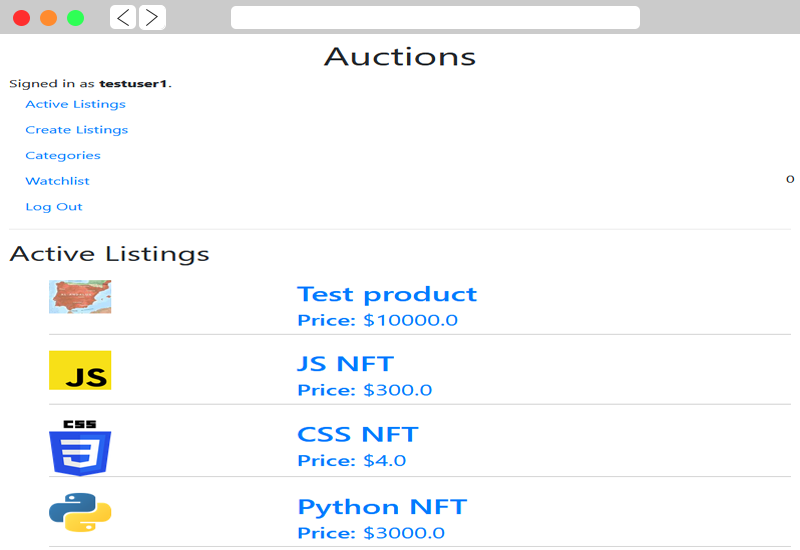 Auctions
Signed in as testuser1.
Active Listings
Create Listings
Categories
Watchlist
0
Log Out
Active Listings
Test product
Price: $10000.0
JS
JS NFT
Price: $300.0
CSS
3
CSS NFT
Price: $4.0
Python NFT
Price: $3000.0